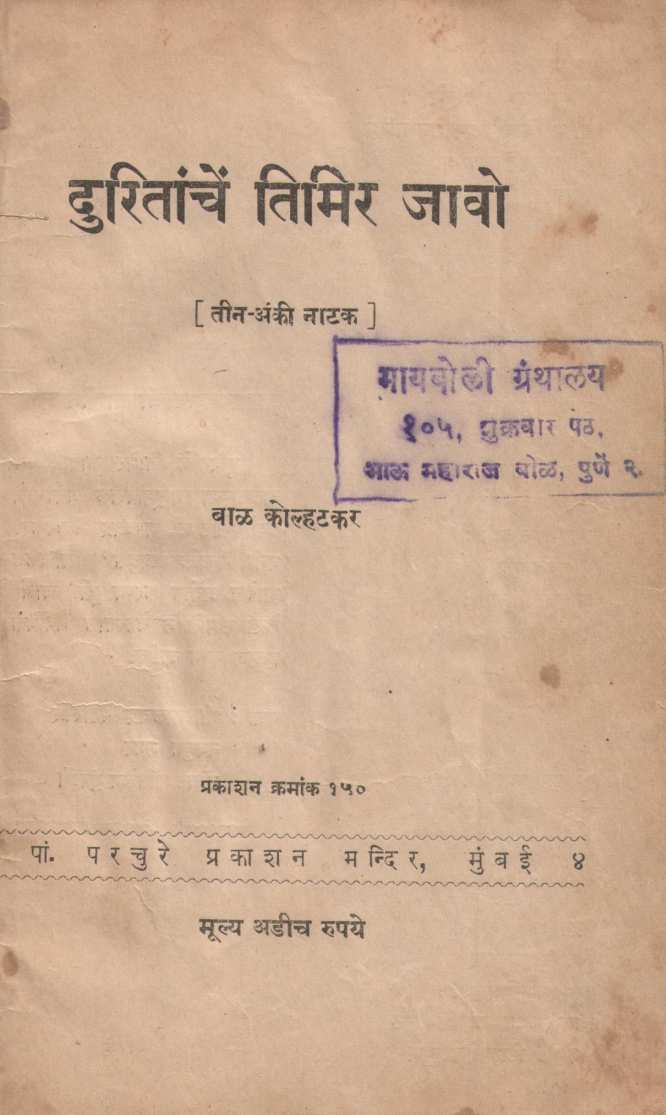 दुरितांचें तिमिर जावो
[ तीन-अंकी नाटक ]
मायबोली ग्रंथालय
१०५, शुक्रवार पेठ,
भाऊ महाराज बोळ, पुणें २.
बाळ कोल्हटकर
प्रकाशन क्रमांक १५०
पां. परचुरे प्रकाशन मन्दिर, मुंबई ४
मूल्य अडीच रुपये